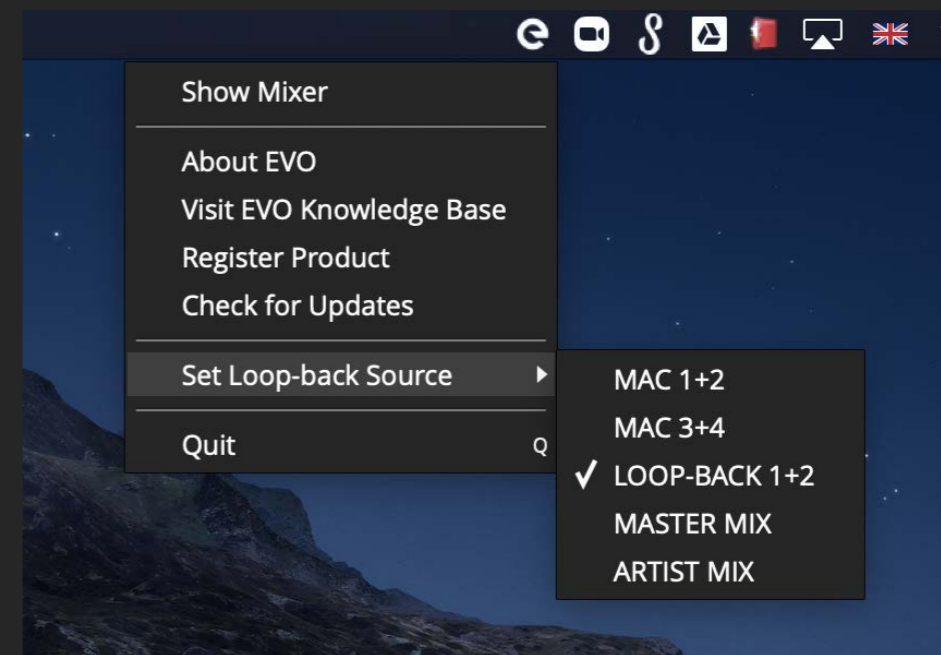 Show Mixer
About EVO
Visit EVO Knowledge Base
Register Product
Check for Updates
Set Loop-back Source
Quit Q
MAC 1+2
MAC 3+4
LOOP-BACK 1+2
MASTER MIX
ARTIST MIX